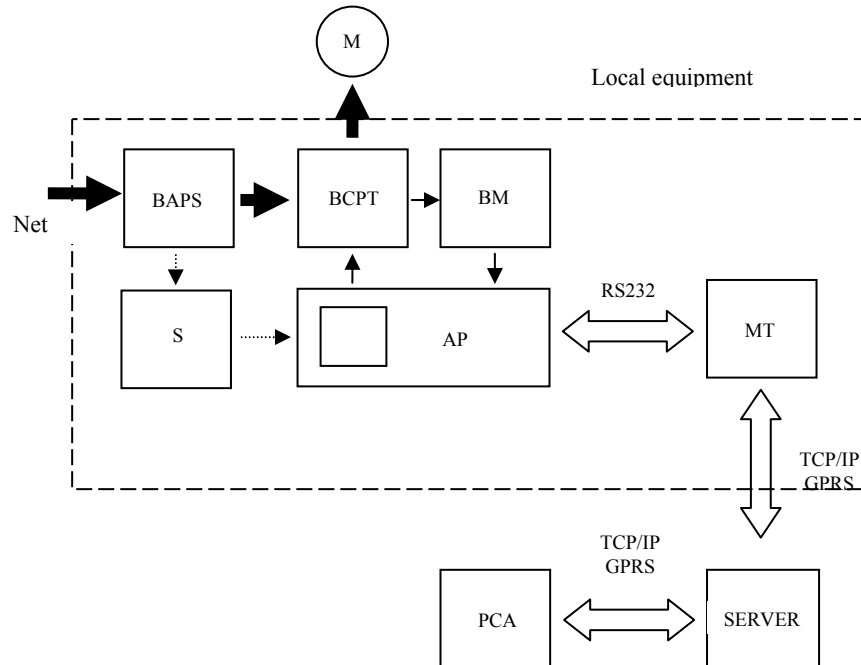 M
Local equipment
BAPS
BCPT
BM
Net
RS232
S
AP
MT
TCP/IP
GPRS
TCP/IP
GPRS
PCA
SERVER